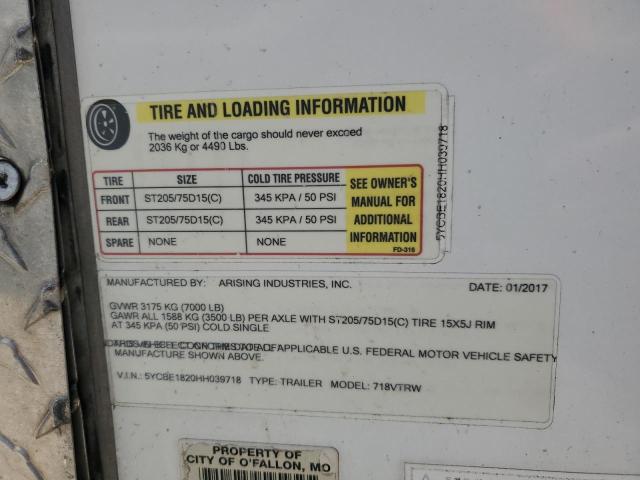 TIRE AND LOADING INFORMATION
The weight of the cargo should never exceed
2036 Kg or 4490 Lbs.
TIRE SIZE COLD TIRE PRESSURE
FRONT ST205/75D15(C) 345 KPA / 50 PSI
REAR ST205/75D15(C) 345 KPA / 50 PSI
SPARE NONE NONE
SEE OWNER'S
MANUAL FOR
ADDITIONAL
INFORMATION
FD-316
5YCBE1820HH039718
MANUFACTURED BY: ARISING INDUSTRIES, INC. DATE: 01/2017
GVWR 3175 KG (7000 LB)
GAWR ALL 1588 KG (3500 LB) PER AXLE WITH ST205/75D15(C) TIRE 15X5J RIM
AT 345 KPA (50 PSI) COLD SINGLE
APPLICABLE U.S. FEDERAL MOTOR VEHICLE SAFETY
MANUFACTURE SHOWN ABOVE.
V.I.N.: 5YCBE1820HH039718 TYPE: TRAILER MODEL: 718VTRW
PROPERTY OF
CITY OF O'FALLON, MO